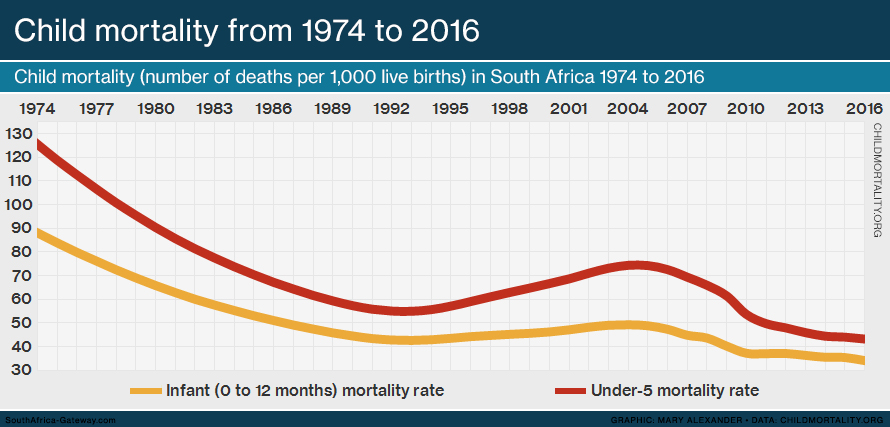 Child mortality from 1974 to 2016
Child mortality (number of deaths per 1,000 live births) in South Africa 1974 to 2016
1974 1977 1980 1983 1986 1989 1992 1995 1998 2001 2004 2007 2010 2013 2016
130
120
110
100
90
80
70
60
50
40
30
CHILDMORTALITY.ORG
Infant (0 to 12 months) mortality rate Under-5 mortality rate
SouthAfrica-Gateway.com GRAPHIC: MARY ALEXANDER • DATA: CHILDMORTALITY.ORG